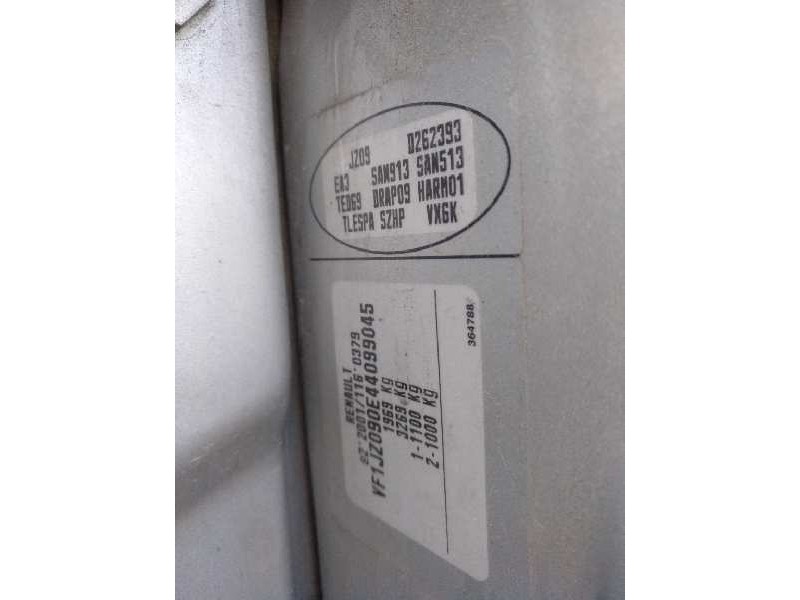 JZ09 D262393
EA3 SAN913 SAN513
TED69 DRAP09 HARM01
TLESPA SZHP VX6K
RENAULT
e2*2001/116*0379
VF1JZ090E44099045
1969 Kg
3269 Kg
1-1100 Kg
2-1000 Kg
364788